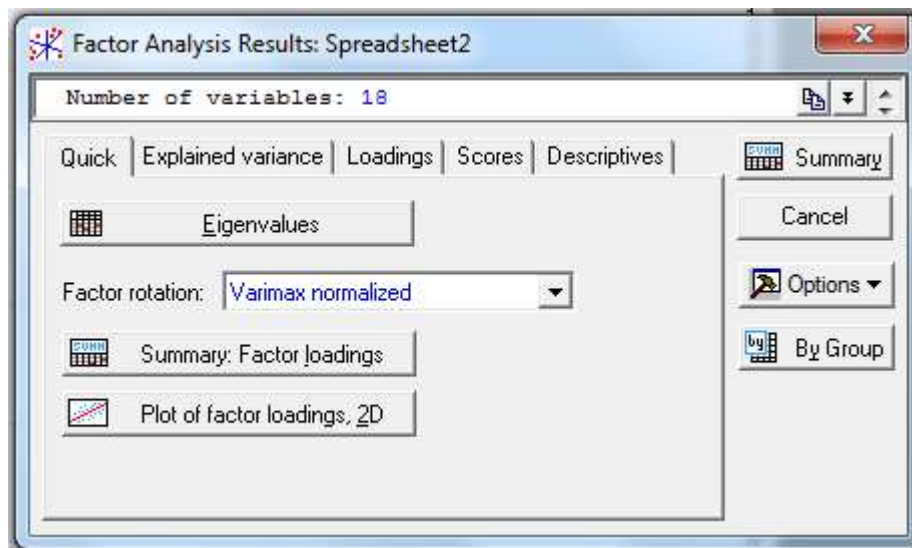 Factor Analysis Results: Spreadsheet2
Number of variables: 18
Quick Explained variance Loadings Scores Descriptives
Summary
Eigenvalues
Cancel
Factor rotation: Varimax normalized
Options
Summary: Factor loadings
By Group
Plot of factor loadings, 2D